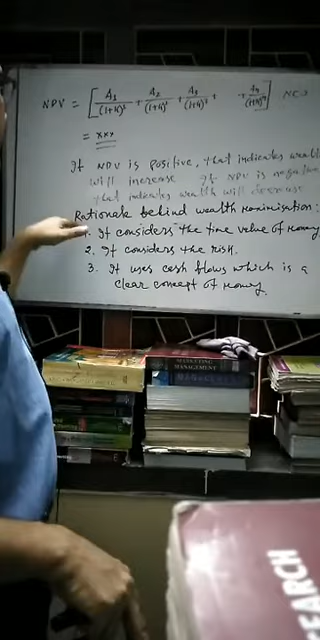 NPV = [ A1/(1+k)¹ + A2/(1+k)² + A3/(1+k)³ + + An/(1+k)ⁿ ] NCO
= xxx
If NPV is positive, that indicates wealth
will increase If NPV is negative
that indicates wealth will decrease
Rationale behind wealth maximisation:
1. It considers the time value of money
2. It considers the risk.
3. It uses cash flows which is a
clear concept of money.
MARKETING
MANAGEMENT
EARCH